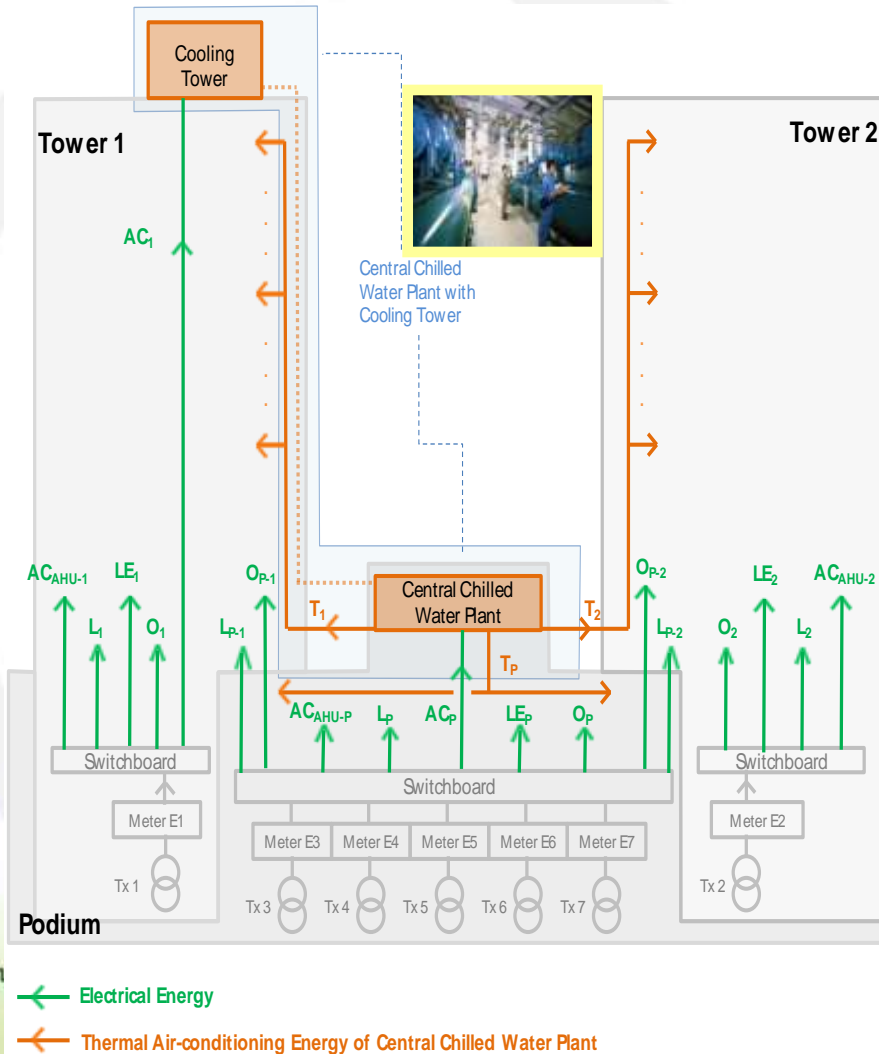 Cooling
Tower
Tower 1
Tower 2
AC1
Central Chilled
Water Plant with
Cooling Tower
ACAHU-1
LE1
OP-1
L1
O1
LP-1
T1
Central Chilled
Water Plant
T2
TP
OP-2
LE2
ACAHU-2
LP-2
O2
L2
ACAHU-P
LP
ACP
LEP
OP
Switchboard
Switchboard
Switchboard
Meter E1
Meter E2
Meter E3
Meter E4
Meter E5
Meter E6
Meter E7
Tx 1
Tx 2
Tx 3
Tx 4
Tx 5
Tx 6
Tx 7
Podium
Electrical Energy
Thermal Air-conditioning Energy of Central Chilled Water Plant